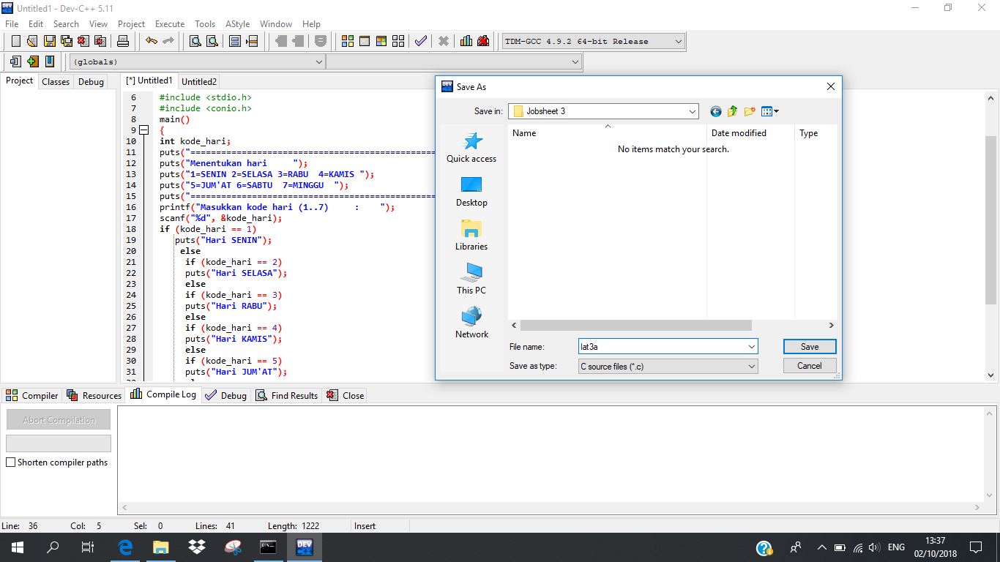 Untitled1 - Dev-C++ 5.11
File Edit Search View Project Execute Tools AStyle Window Help
TDM-GCC 4.9.2 64-bit Release
(globals)
Project Classes Debug
[*] Untitled1 Untitled2
6 #include <stdio.h>
7 #include <conio.h>
8 main()
9 {
10 int kode_hari;
11 puts("================================================
12 puts("Menentukan hari     ");
13 puts("1=SENIN 2=SELASA 3=RABU  4=KAMIS ");
14 puts("5=JUM'AT 6=SABTU  7=MINGGU  ");
15 puts("================================================
16 printf("Masukkan kode hari (1..7)     :    ");
17 scanf("%d", &kode_hari);
18 if (kode_hari == 1)
19 puts("Hari SENIN");
20 else
21 if (kode_hari == 2)
22 puts("Hari SELASA");
23 else
24 if (kode_hari == 3)
25 puts("Hari RABU");
26 else
27 if (kode_hari == 4)
28 puts("Hari KAMIS");
29 else
30 if (kode_hari == 5)
31 puts("Hari JUM'AT");
Save As
Save in: Jobsheet 3
Name Date modified Type
No items match your search.
Quick access
Desktop
Libraries
This PC
Network
File name: lat3a Save
Save as type: C source files (*.c) Cancel
Compiler Resources Compile Log Debug Find Results Close
Abort Compilation
Shorten compiler paths
Line: 36 Col: 5 Sel: 0 Lines: 41 Length: 1222 Insert
DEV
ENG
13:37
02/10/2018